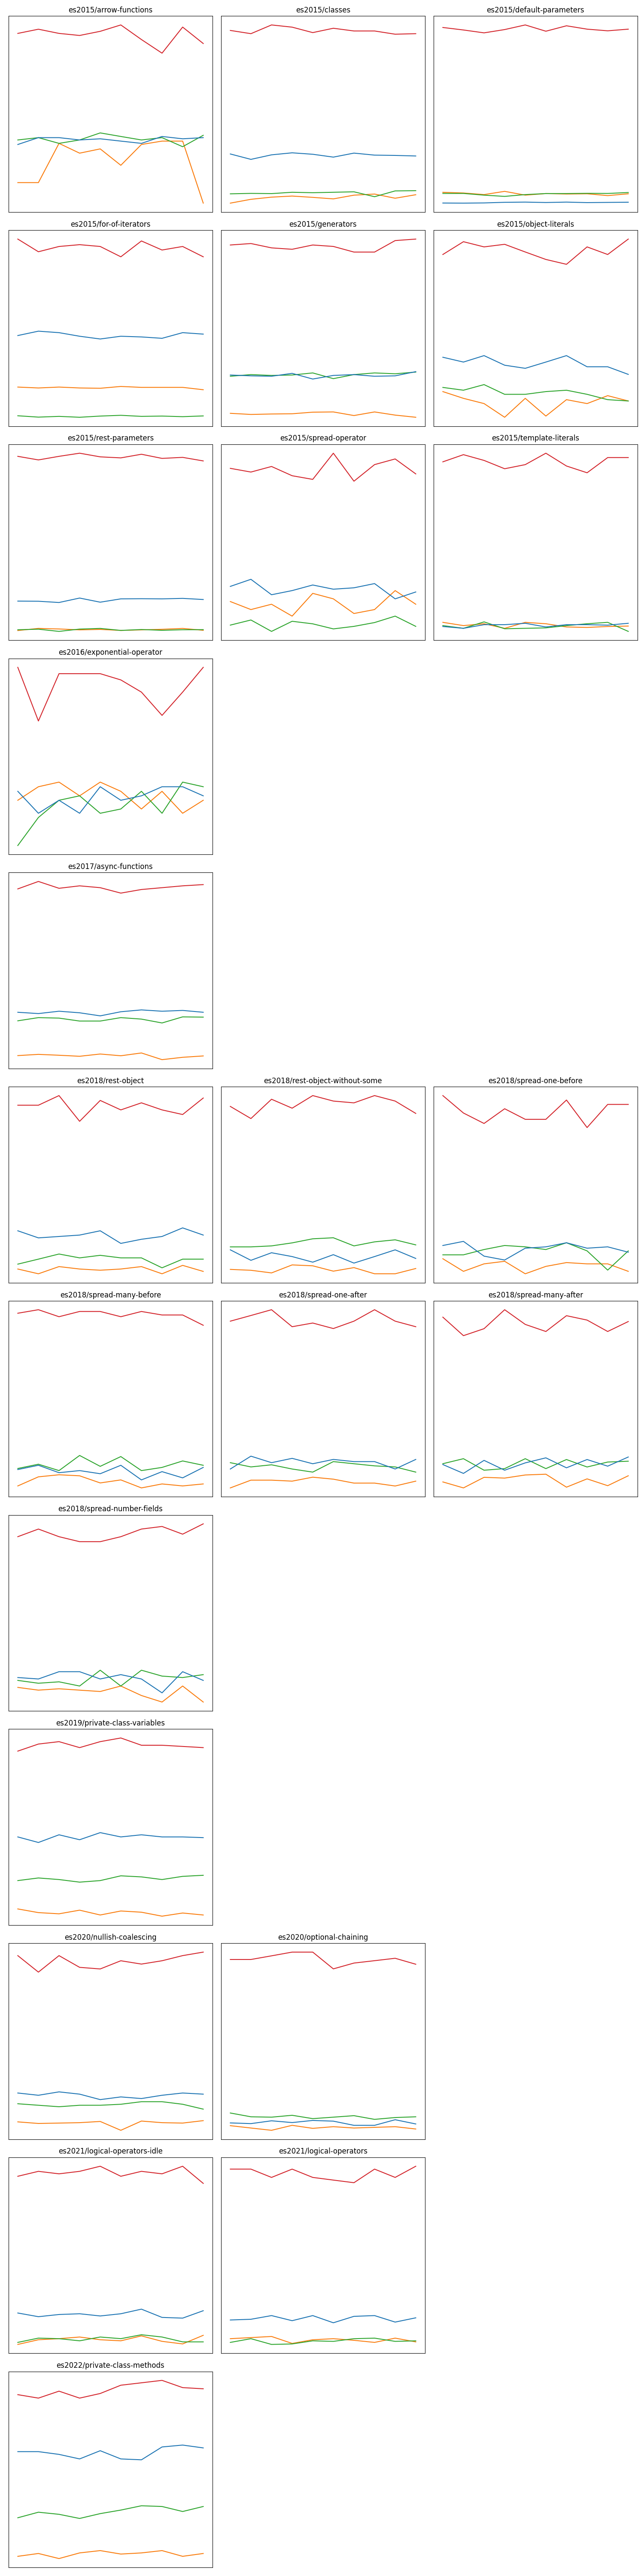 es2015/arrow-functions
es2015/classes
es2015/default-parameters
es2015/for-of-iterators
es2015/generators
es2015/object-literals
es2015/rest-parameters
es2015/spread-operator
es2015/template-literals
es2016/exponential-operator
es2017/async-functions
es2018/rest-object
es2018/rest-object-without-some
es2018/spread-one-before
es2018/spread-many-before
es2018/spread-one-after
es2018/spread-many-after
es2018/spread-number-fields
es2019/private-class-variables
es2020/nullish-coalescing
es2020/optional-chaining
es2021/logical-operators-idle
es2021/logical-operators
es2022/private-class-methods